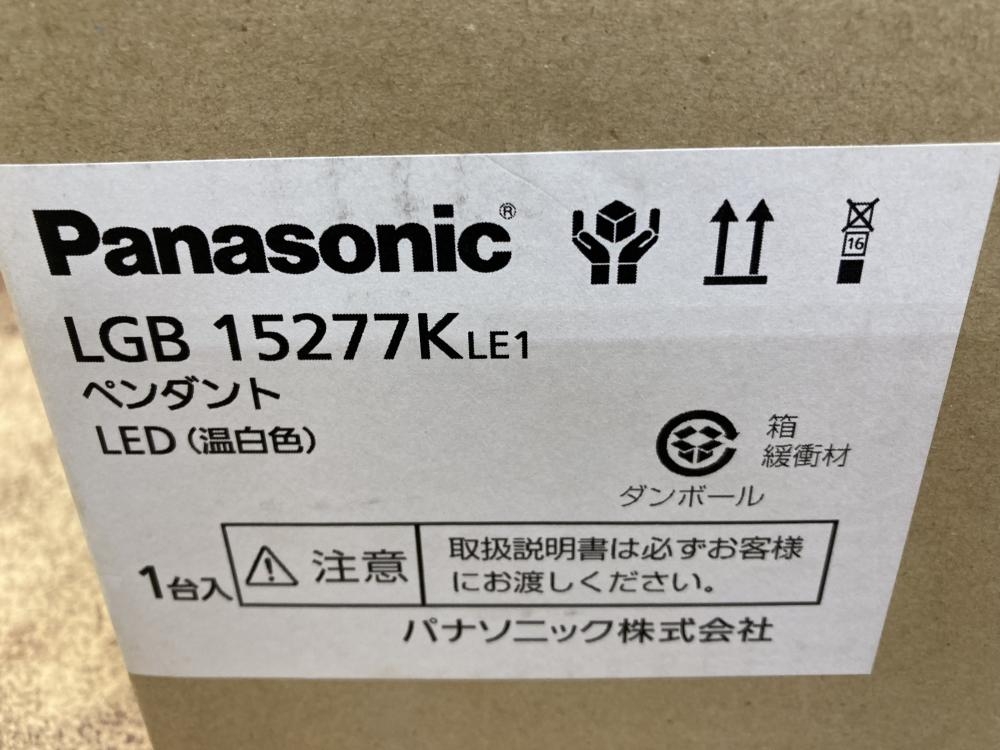 Panasonic®
16
LGB 15277K LE1
ペンダント
LED（温白色）
箱
緩衝材
ダンボール
1台入
注意
取扱説明書は必ずお客様
にお渡しください。
パナソニック株式会社